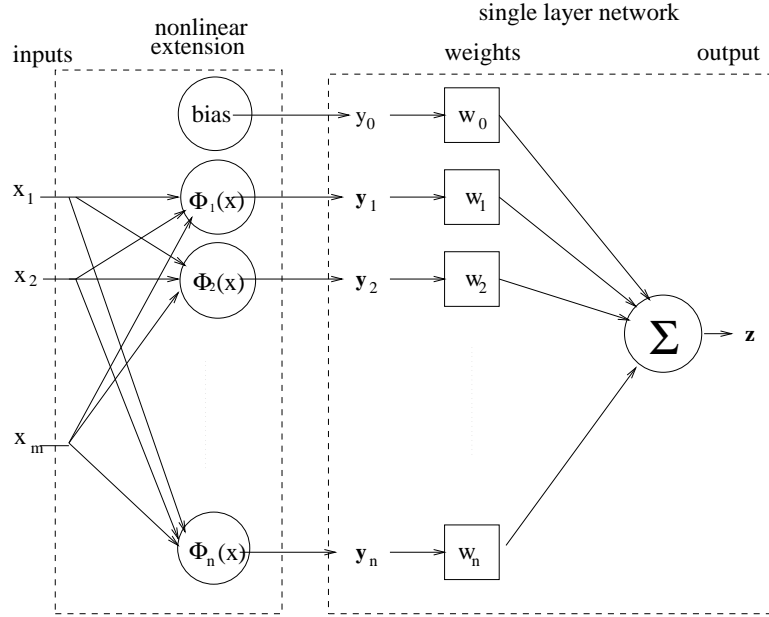 single layer network
nonlinear
extension
inputs
weights
output
bias
y₀
w₀
x₁
Φ₁(x)
y₁
w₁
x₂
Φ₂(x)
y₂
w₂
Σ
z
xₘ
Φₙ(x)
yₙ
wₙ